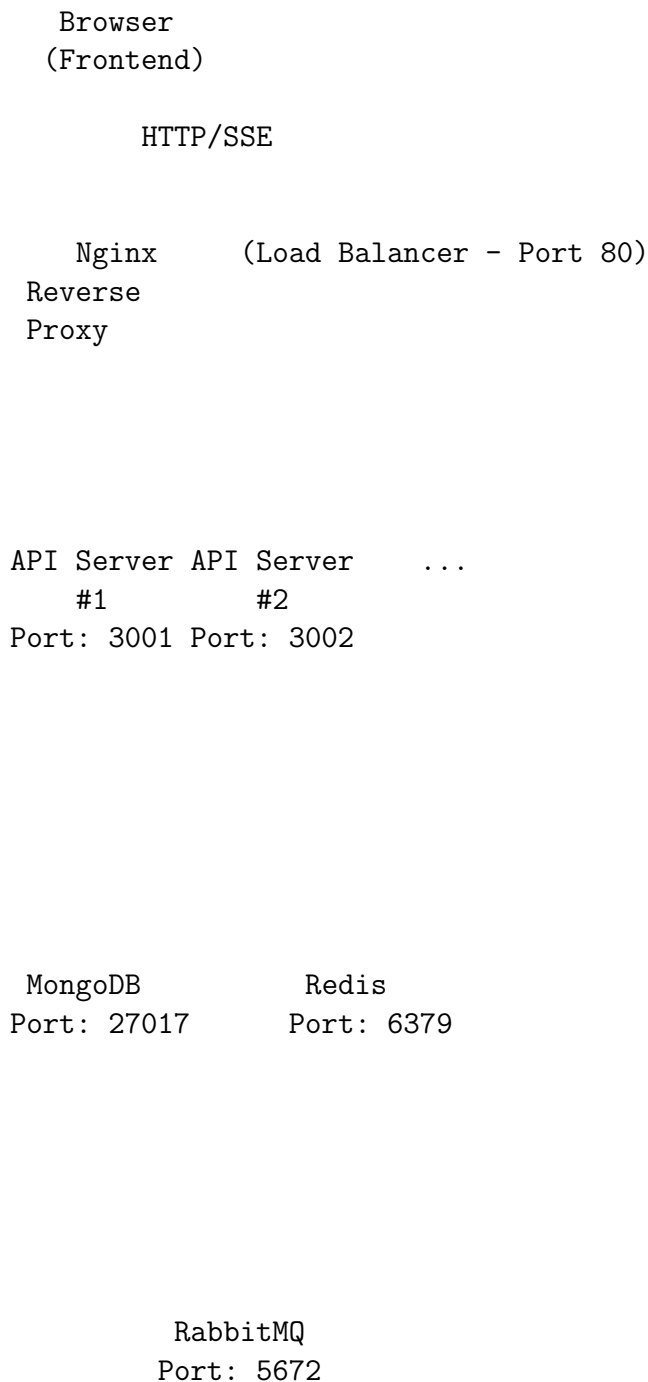 Browser
(Frontend)
HTTP/SSE
Nginx (Load Balancer - Port 80)
Reverse
Proxy
API Server API Server ...
#1 #2
Port: 3001 Port: 3002
MongoDB Redis
Port: 27017 Port: 6379
RabbitMQ
Port: 5672